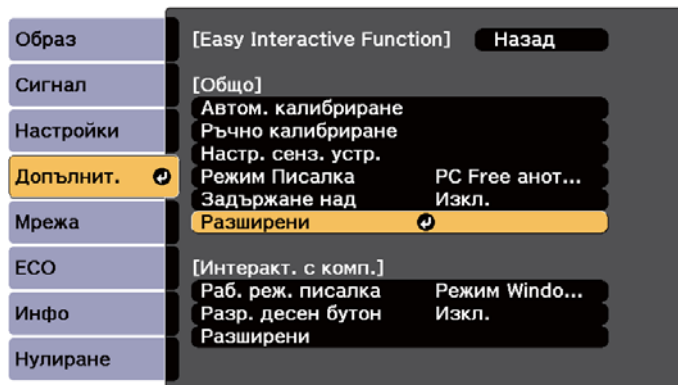 Образ
Сигнал
Настройки
Допълнит.
Мрежа
ECO
Инфо
Нулиране
[Easy Interactive Function] Назад
[Общо]
Автом. калибриране
Ръчно калибриране
Настр. сенз. устр.
Режим Писалка PC Free анот...
Задържане над Изкл.
Разширени
[Интеракт. с комп.]
Раб. реж. писалка Режим Windo...
Разр. десен бутон Изкл.
Разширени